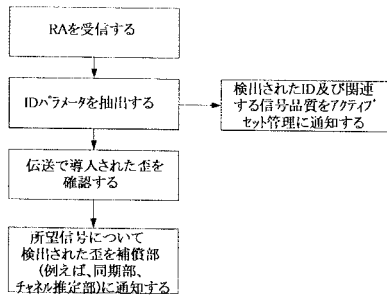 RAを受信する
IDパラメータを抽出する
検出されたID及び関連
する信号品質をアクティブ
セット管理に通知する
伝送で導入された歪を
確認する
所望信号について
検出された歪を補償部
(例えば、同期部、
チャネル推定部)に通知する